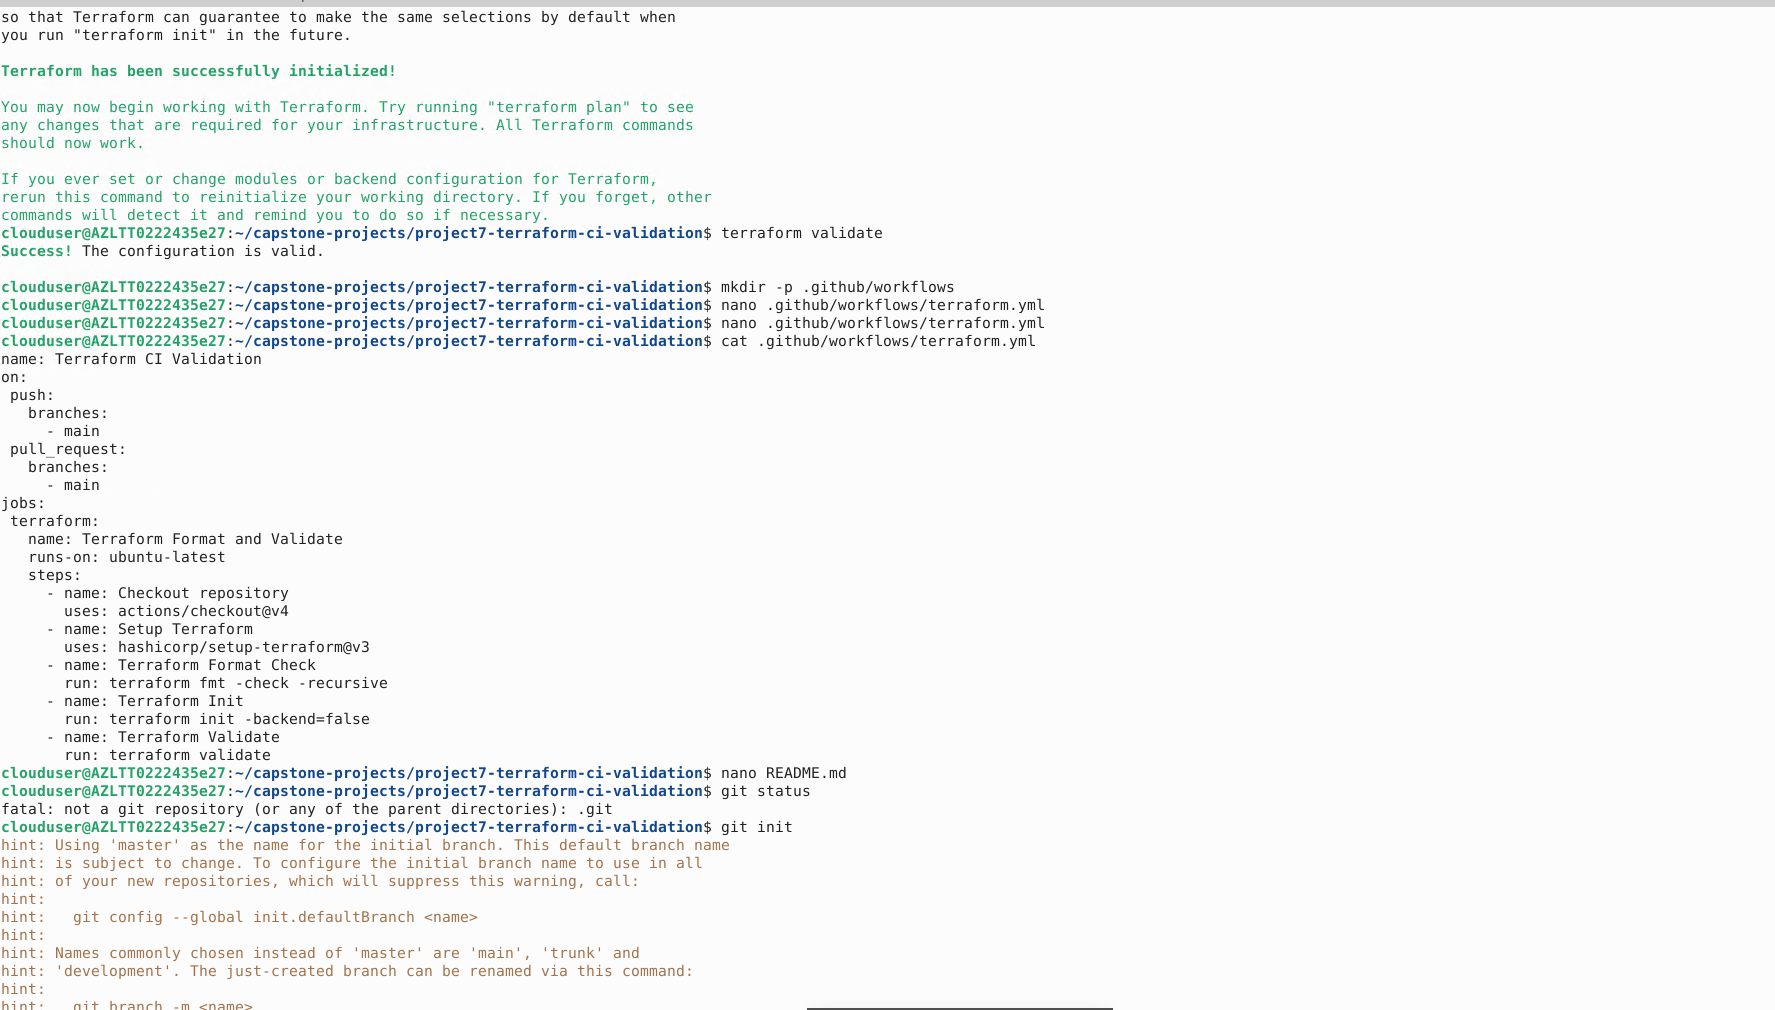 so that Terraform can guarantee to make the same selections by default when
you run "terraform init" in the future.

Terraform has been successfully initialized!

You may now begin working with Terraform. Try running "terraform plan" to see
any changes that are required for your infrastructure. All Terraform commands
should now work.

If you ever set or change modules or backend configuration for Terraform,
rerun this command to reinitialize your working directory. If you forget, other
commands will detect it and remind you to do so if necessary.
clouduser@AZLTT0222435e27:~/capstone-projects/project7-terraform-ci-validation$ terraform validate
Success! The configuration is valid.

clouduser@AZLTT0222435e27:~/capstone-projects/project7-terraform-ci-validation$ mkdir -p .github/workflows
clouduser@AZLTT0222435e27:~/capstone-projects/project7-terraform-ci-validation$ nano .github/workflows/terraform.yml
clouduser@AZLTT0222435e27:~/capstone-projects/project7-terraform-ci-validation$ nano .github/workflows/terraform.yml
clouduser@AZLTT0222435e27:~/capstone-projects/project7-terraform-ci-validation$ cat .github/workflows/terraform.yml
name: Terraform CI Validation
on:
 push:
   branches:
     - main
 pull_request:
   branches:
     - main
jobs:
 terraform:
   name: Terraform Format and Validate
   runs-on: ubuntu-latest
   steps:
     - name: Checkout repository
       uses: actions/checkout@v4
     - name: Setup Terraform
       uses: hashicorp/setup-terraform@v3
     - name: Terraform Format Check
       run: terraform fmt -check -recursive
     - name: Terraform Init
       run: terraform init -backend=false
     - name: Terraform Validate
       run: terraform validate
clouduser@AZLTT0222435e27:~/capstone-projects/project7-terraform-ci-validation$ nano README.md
clouduser@AZLTT0222435e27:~/capstone-projects/project7-terraform-ci-validation$ git status
fatal: not a git repository (or any of the parent directories): .git
clouduser@AZLTT0222435e27:~/capstone-projects/project7-terraform-ci-validation$ git init
hint: Using 'master' as the name for the initial branch. This default branch name
hint: is subject to change. To configure the initial branch name to use in all
hint: of your new repositories, which will suppress this warning, call:
hint:
hint:   git config --global init.defaultBranch <name>
hint:
hint: Names commonly chosen instead of 'master' are 'main', 'trunk' and
hint: 'development'. The just-created branch can be renamed via this command:
hint:
hint:   git branch -m <name>